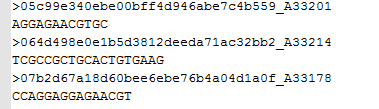 >05c99e340ebe00bff4d946abe7c4b559_A33201
AGGAGAACGTGC
>064d498e0e1b5d3812deeda71ac32bb2_A33214
TCGCCGCTGCACTGTGAAG
>07b2d67a18d60bee6ebe76b4a04d1a0f_A33178
CCAGGAGGAGAACGT